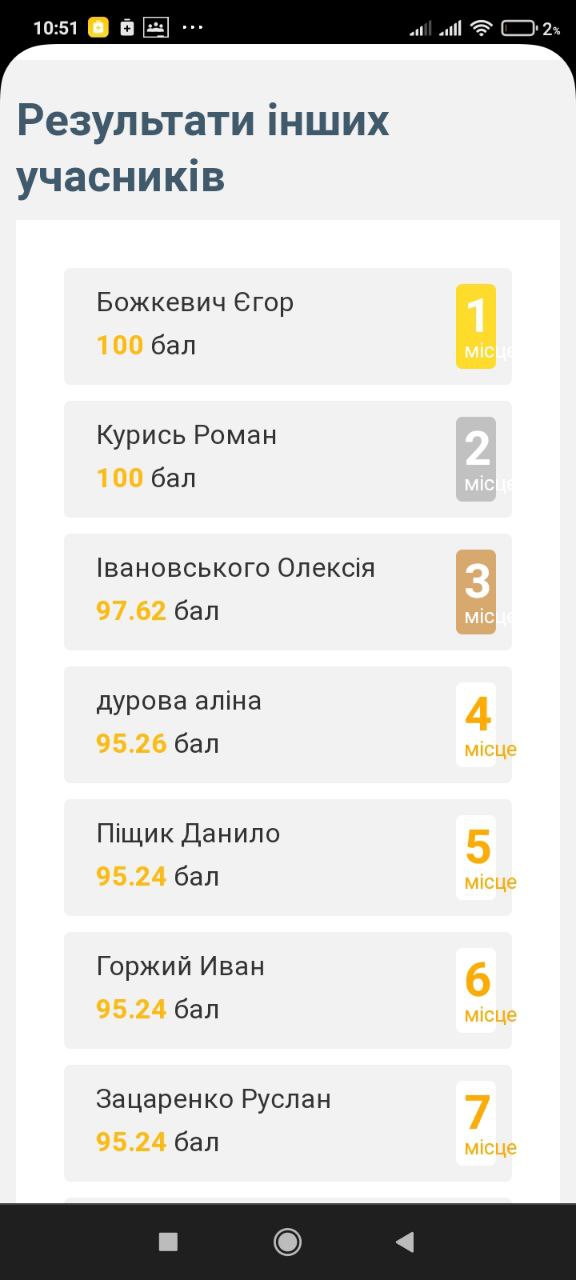 10:51
2%
Результати інших
учасників
Божкевич Єгор
100 бал
1
місце
Курись Роман
100 бал
2
місце
Івановського Олексія
97.62 бал
3
місце
дурова аліна
95.26 бал
4
місце
Піщик Данило
95.24 бал
5
місце
Горжий Иван
95.24 бал
6
місце
Зацаренко Руслан
95.24 бал
7
місце